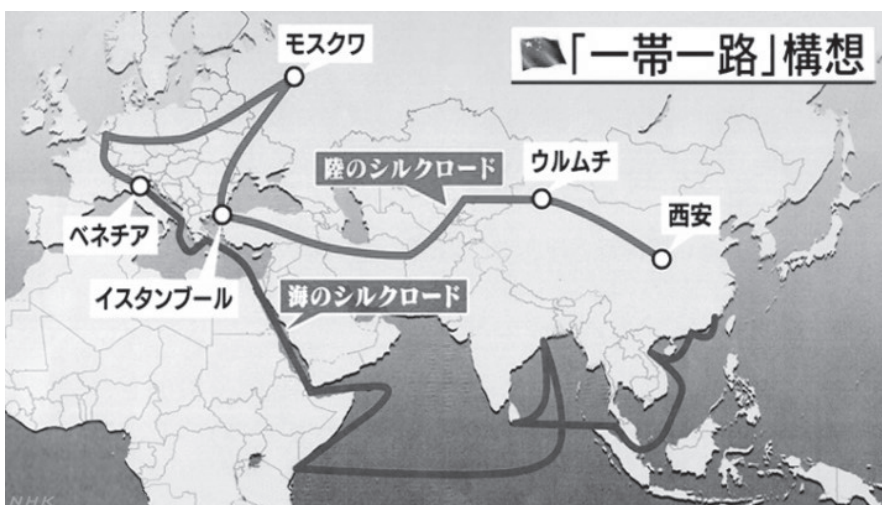 「一帯一路」構想
モスクワ
陸のシルクロード
ウルムチ
西安
ベネチア
イスタンブール
海のシルクロード
NHK